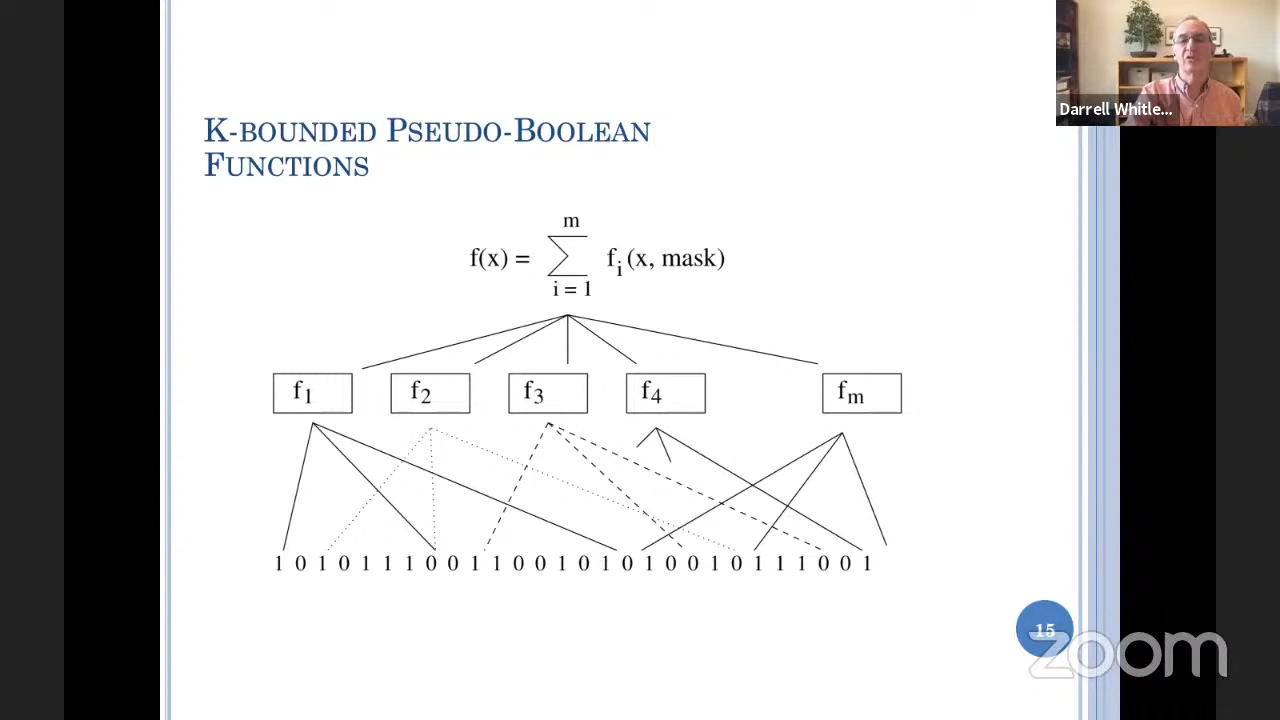 Darrell Whitle...
K-BOUNDED PSEUDO-BOOLEAN
FUNCTIONS
m
f(x) = ∑ fᵢ (x, mask)
i = 1
f₁ f₂ f₃ f₄ fₘ
1 0 1 0 1 1 1 0 0 1 1 0 0 1 0 1 0 1 0 0 1 0 1 1 1 0 0 1
15
zoom